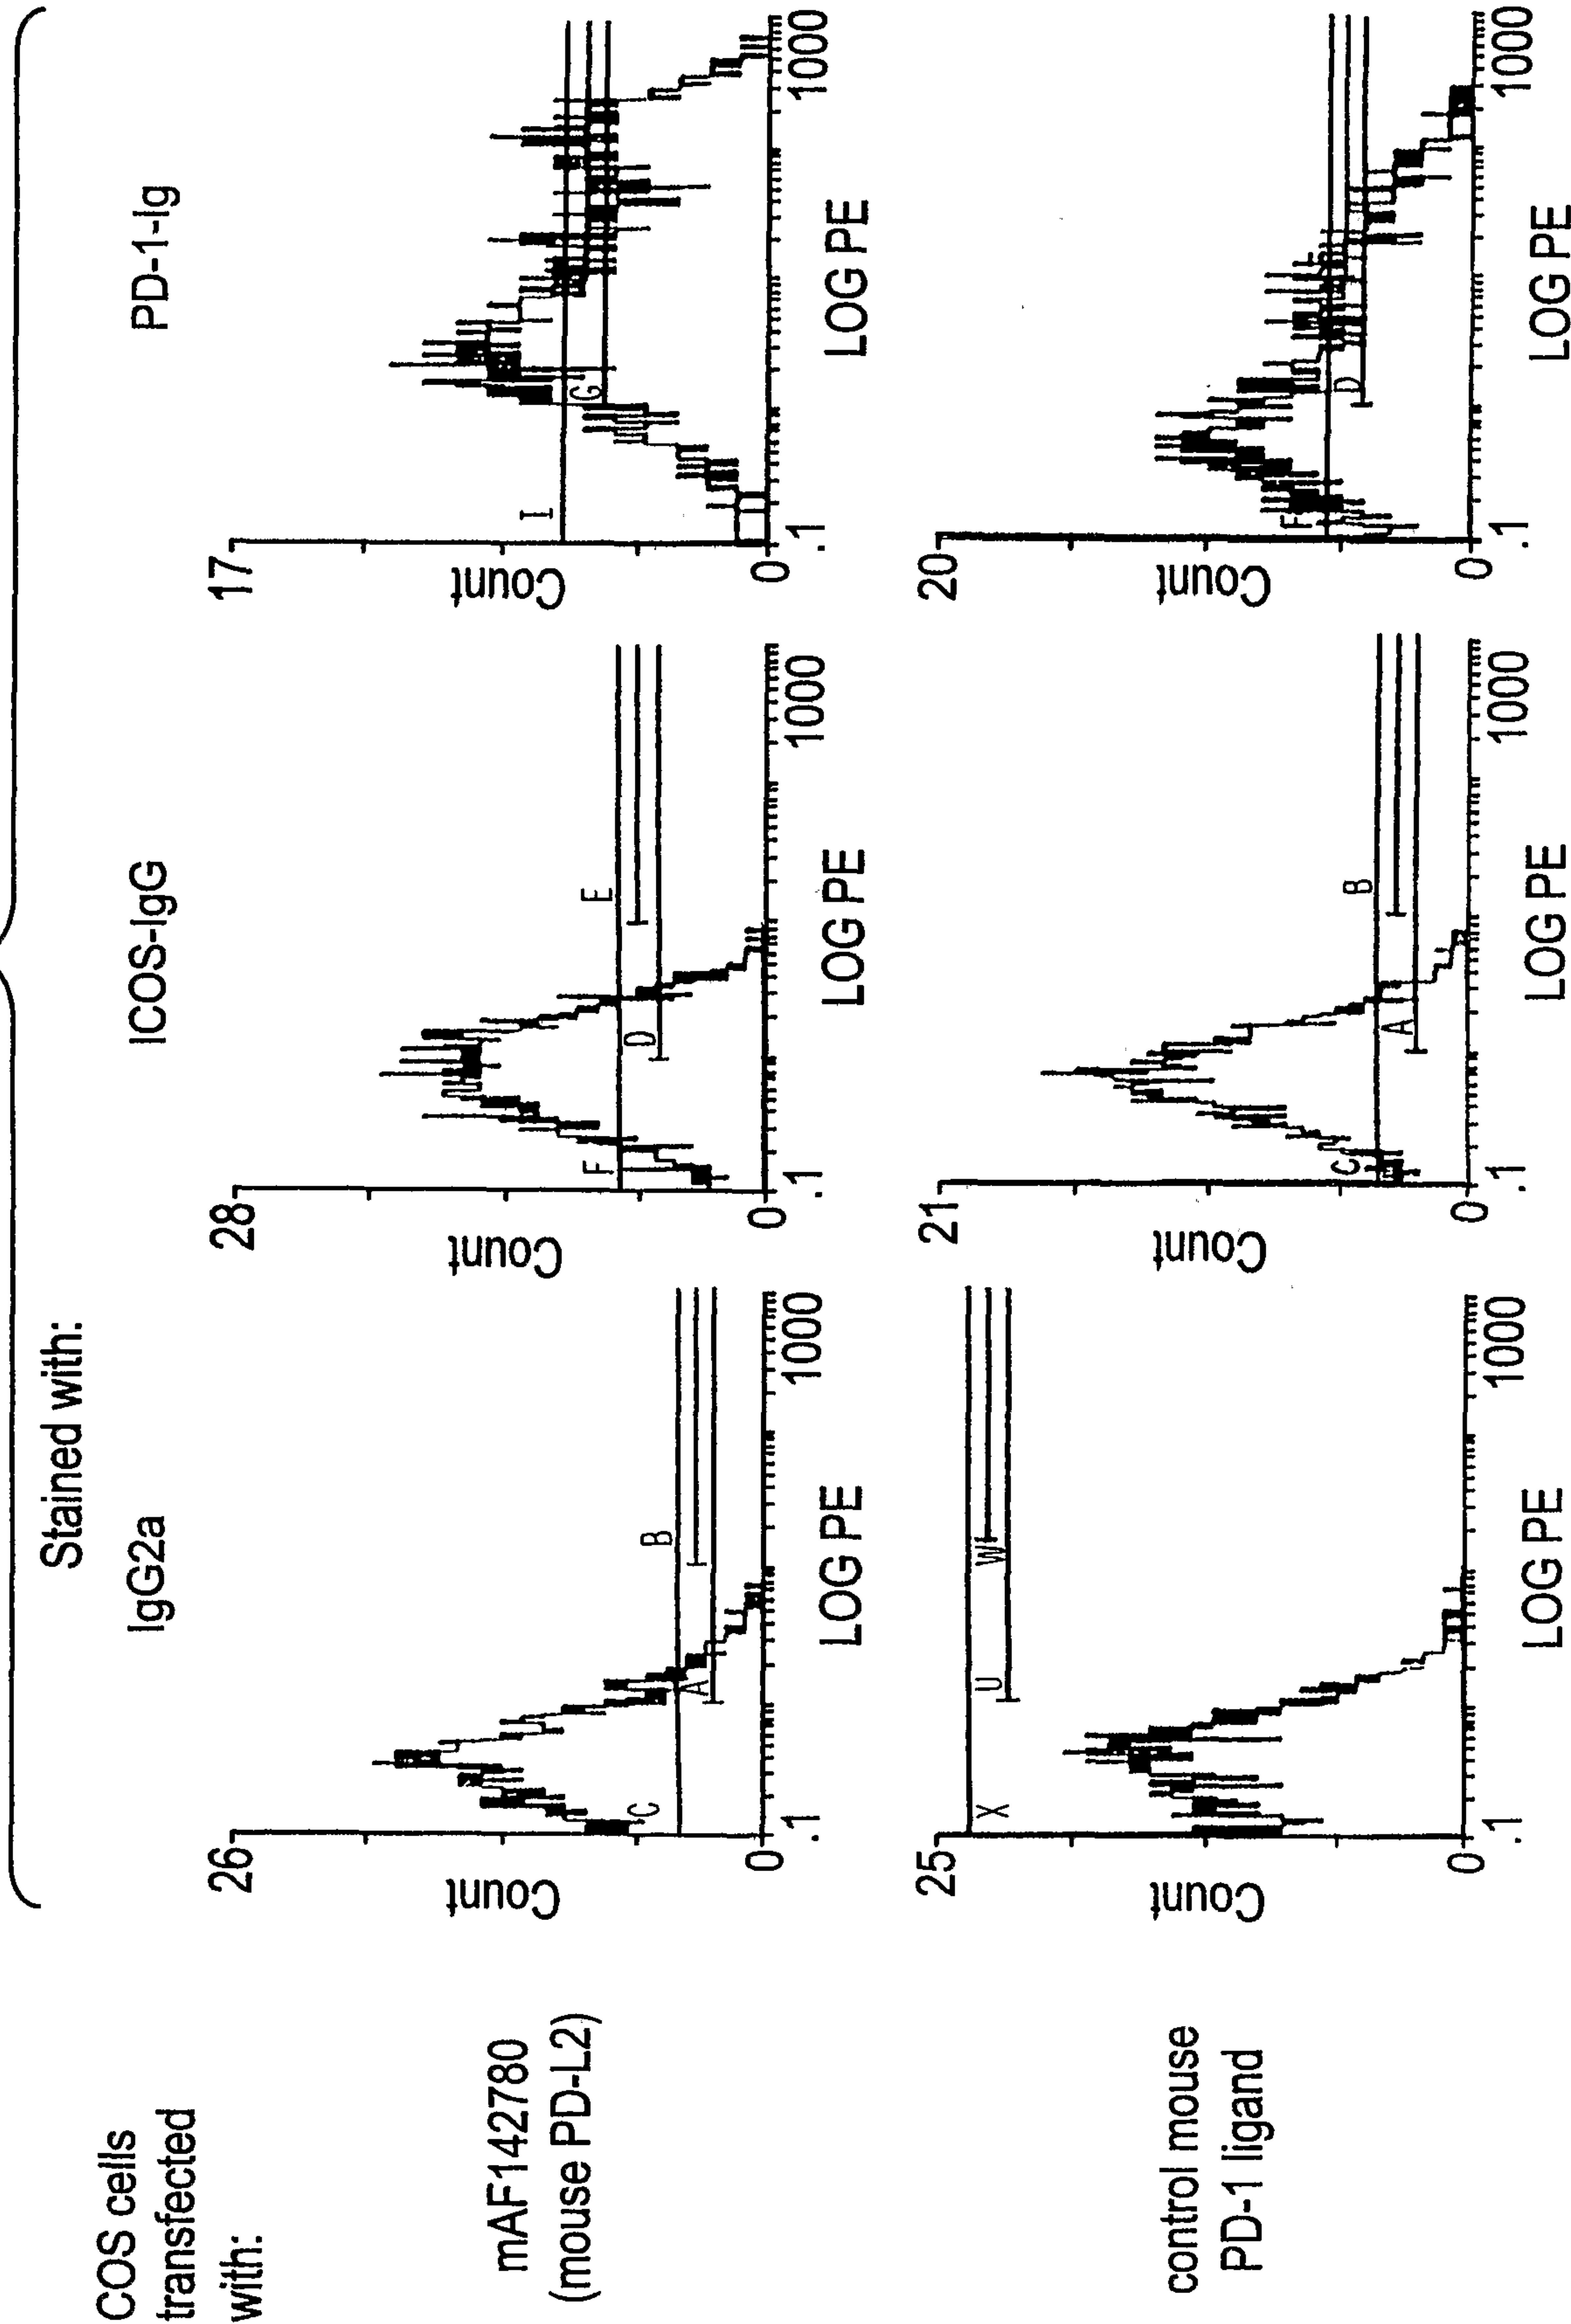 Stained with:
IgG2a
ICOS-IgG
PD-1-Ig
COS cells
transfected
with:
mAF142780
(mouse PD-L2)
26
Count
0
.1
1000
LOG PE
C
A
B
28
Count
0
.1
1000
LOG PE
F
D
E
17
Count
0
.1
1000
LOG PE
I
G
control mouse
PD-1 ligand
25
Count
0
.1
1000
LOG PE
X
U
W
21
Count
0
.1
1000
LOG PE
C
A
B
20
Count
0
.1
1000
LOG PE
F
D